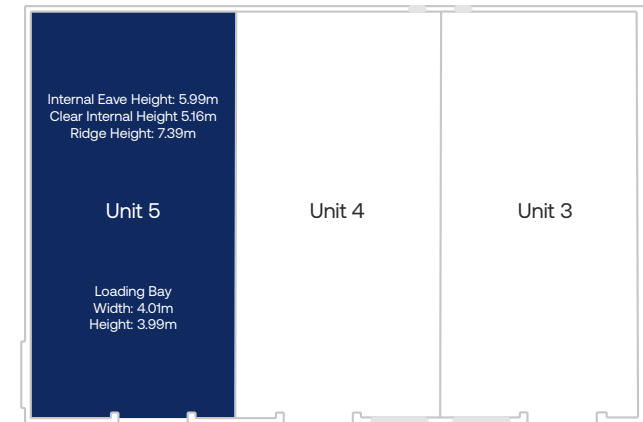 Internal Eave Height: 5.99m
Clear Internal Height 5.16m
Ridge Height: 7.39m
Unit 5
Unit 4
Unit 3
Loading Bay
Width: 4.01m
Height: 3.99m